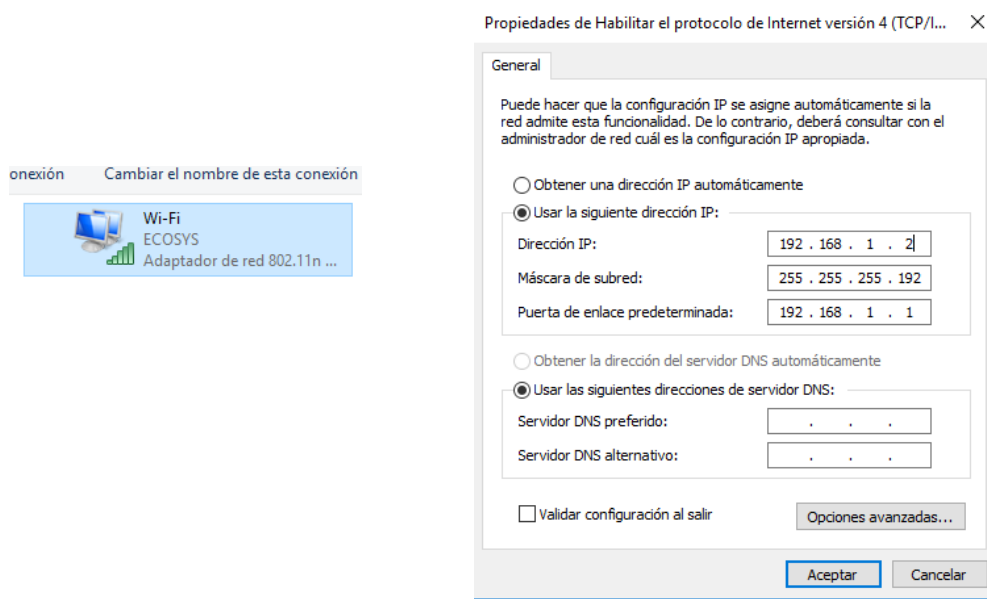 onexión Cambiar el nombre de esta conexión
Wi-Fi
ECOSYS
Adaptador de red 802.11n ...
Propiedades de Habilitar el protocolo de Internet versión 4 (TCP/I...
General
Puede hacer que la configuración IP se asigne automáticamente si la
red admite esta funcionalidad. De lo contrario, deberá consultar con el
administrador de red cuál es la configuración IP apropiada.
Obtener una dirección IP automáticamente
Usar la siguiente dirección IP:
Dirección IP: 192 . 168 . 1 . 2
Máscara de subred: 255 . 255 . 255 . 192
Puerta de enlace predeterminada: 192 . 168 . 1 . 1
Obtener la dirección del servidor DNS automáticamente
Usar las siguientes direcciones de servidor DNS:
Servidor DNS preferido: . . .
Servidor DNS alternativo: . . .
Validar configuración al salir Opciones avanzadas...
Aceptar Cancelar